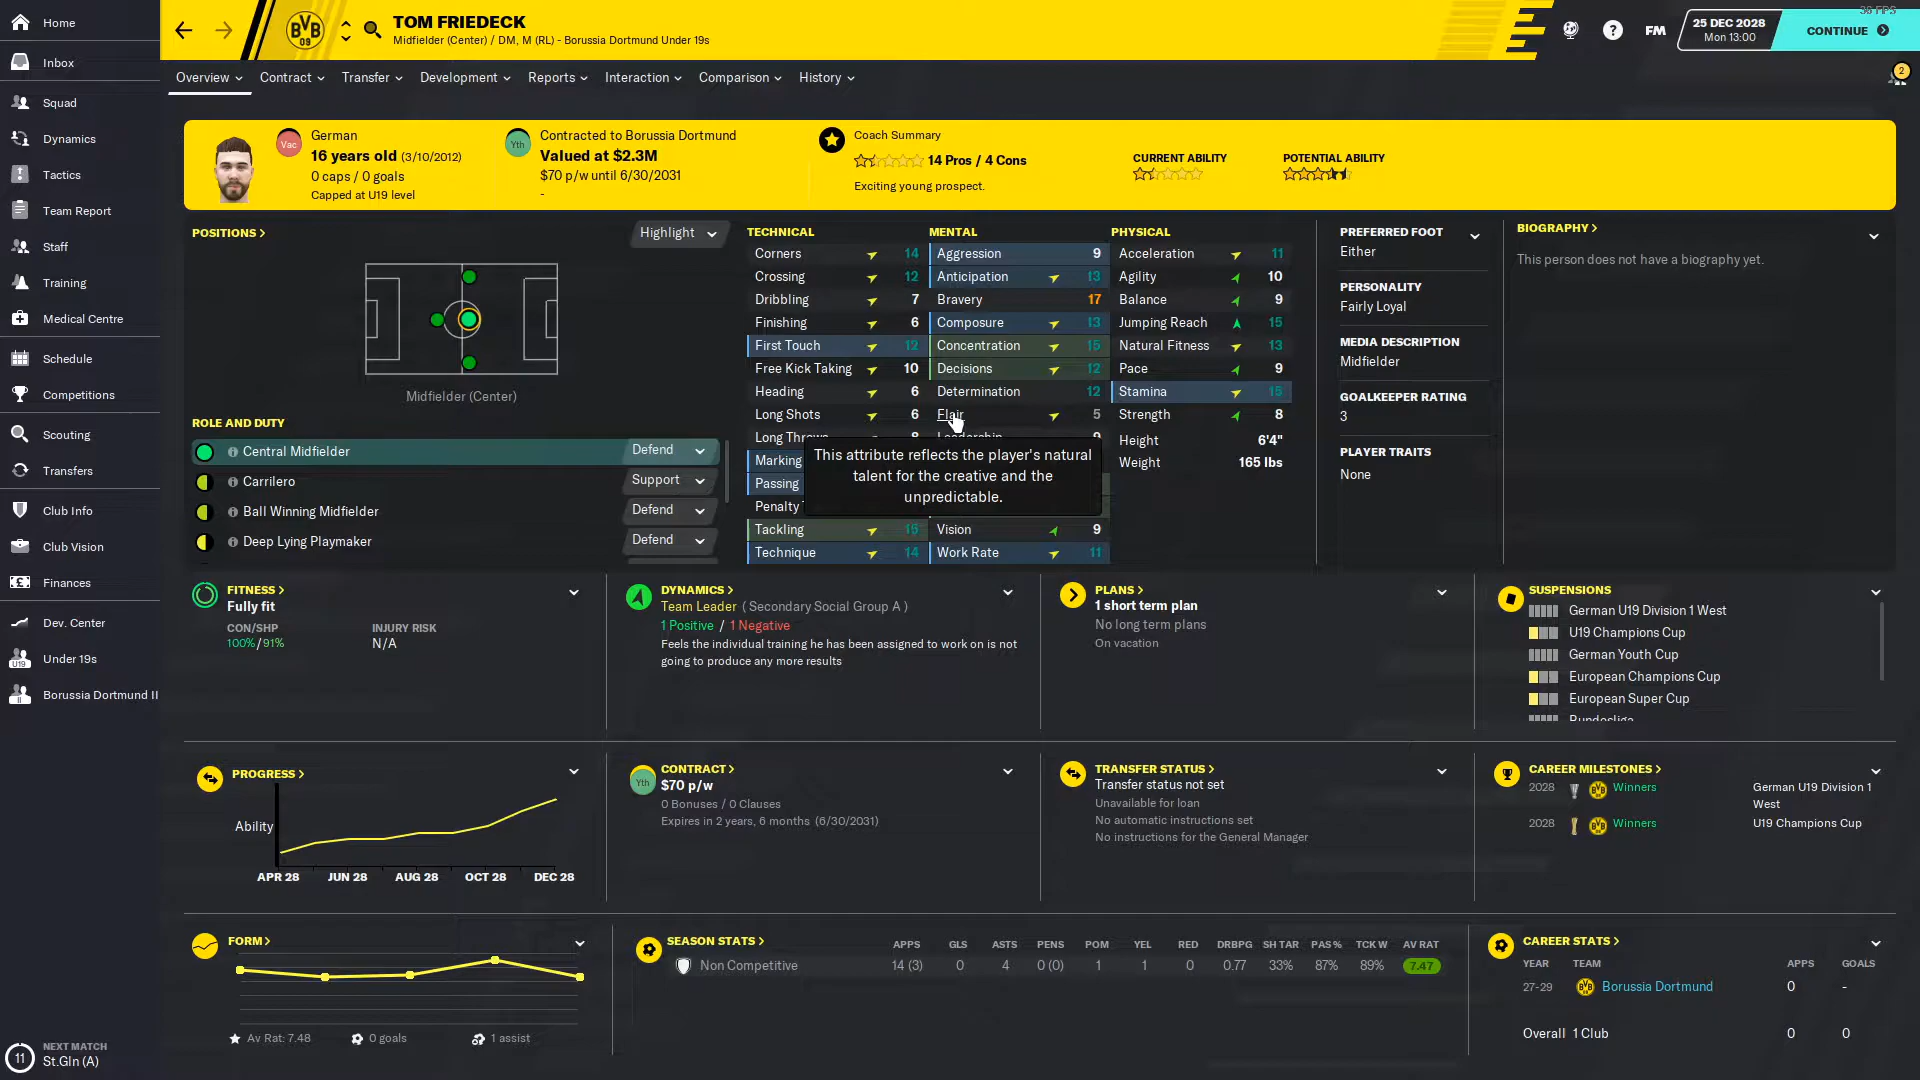 Home
Inbox
Squad
Dynamics
Tactics
Team Report
Staff
Training
Medical Centre
Schedule
Competitions
Scouting
Transfers
Club Info
Club Vision
Finances
Dev. Center
Under 19s
Borussia Dortmund II
11 NEXT MATCH
St.Gln (A)
TOM FRIEDECK
Midfielder (Center) / DM, M (RL) - Borussia Dortmund Under 19s
FM
25 DEC 2028
Mon 13:00
CONTINUE
Overview Contract Transfer Development Reports Interaction Comparison History
2
Vac
German
16 years old (3/10/2012)
0 caps / 0 goals
Capped at U19 level
Yth
Contracted to Borussia Dortmund
Valued at $2.3M
$70 p/w until 6/30/2031
-
Coach Summary
14 Pros / 4 Cons
Exciting young prospect.
CURRENT ABILITY
POTENTIAL ABILITY
POSITIONS >
Highlight
Midfielder (Center)
ROLE AND DUTY
Central Midfielder Defend
Carrilero Support
Ball Winning Midfielder Defend
Deep Lying Playmaker Defend
TECHNICAL
Corners 14
Crossing 12
Dribbling 7
Finishing 6
First Touch 12
Free Kick Taking 10
Heading 6
Long Shots 6
Marking
Passing
Penalty
Tackling 15
Technique 14
MENTAL
Aggression 9
Anticipation 13
Bravery 17
Composure 13
Concentration 15
Decisions 12
Determination 12
Flair 5
This attribute reflects the player's natural
talent for the creative and the
unpredictable.
Vision 9
Work Rate 11
PHYSICAL
Acceleration 11
Agility 10
Balance 9
Jumping Reach 15
Natural Fitness 13
Pace 9
Stamina 15
Strength 8
Height 6'4"
Weight 165 lbs
PREFERRED FOOT
Either
PERSONALITY
Fairly Loyal
MEDIA DESCRIPTION
Midfielder
GOALKEEPER RATING
3
PLAYER TRAITS
None
BIOGRAPHY >
This person does not have a biography yet.
FITNESS >
Fully fit
CON/SHP
100%/91%
INJURY RISK
N/A
DYNAMICS >
Team Leader ( Secondary Social Group A )
1 Positive / 1 Negative
Feels the individual training he has been assigned to work on is not
going to produce any more results
PLANS >
1 short term plan
No long term plans
On vacation
SUSPENSIONS
German U19 Division 1 West
U19 Champions Cup
German Youth Cup
European Champions Cup
European Super Cup
Bundesliga
PROGRESS >
Ability
APR 28 JUN 28 AUG 28 OCT 28 DEC 28
Yth
CONTRACT >
$70 p/w
0 Bonuses / 0 Clauses
Expires in 2 years, 6 months (6/30/2031)
TRANSFER STATUS >
Transfer status not set
Unavailable for loan
No automatic instructions set
No instructions for the General Manager
CAREER MILESTONES >
2028 Winners German U19 Division 1
West
2028 Winners U19 Champions Cup
FORM >
Av Rat: 7.48 0 goals 1 assist
SEASON STATS > APPS GLS ASTS PENS POM YEL RED DRBPG SH TAR PAS % TCK W AV RAT
Non Competitive 14 (3) 0 4 0 (0) 1 1 0 0.77 33% 87% 89% 7.47
CAREER STATS >
YEAR TEAM APPS GOALS
27-29 Borussia Dortmund 0 -
Overall 1 Club 0 0